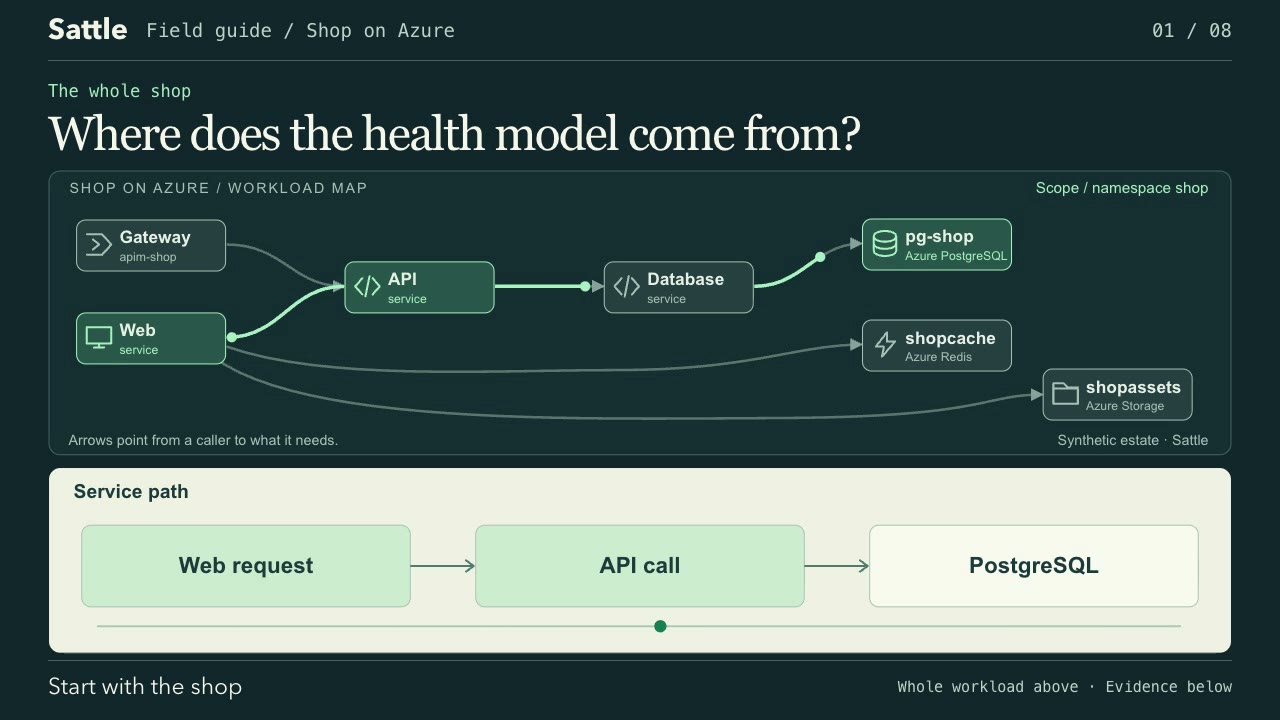 Sattle Field guide / Shop on Azure 01 / 08
The whole shop
Where does the health model come from?
SHOP ON AZURE / WORKLOAD MAP Scope / namespace shop
Gateway
apim-shop
API
service
Database
service
pg-shop
Azure PostgreSQL
Web
service
shopcache
Azure Redis
shopassets
Azure Storage
Arrows point from a caller to what it needs. Synthetic estate · Sattle
Service path
Web request API call PostgreSQL
Start with the shop Whole workload above · Evidence below